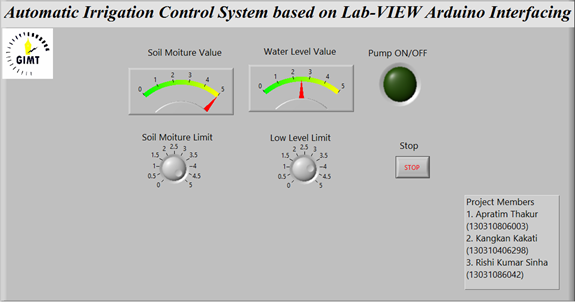 Automatic Irrigation Control System based on Lab-VIEW Arduino Interfacing
GIMT
Soil Moiture Value
0 1 2 3 4 5
Water Level Value
0 1 2 3 4 5
Pump ON/OFF
Soil Moiture Limit
0 0.5 1 1.5 2 2.5 3 3.5 4 4.5 5
Low Level Limit
0 0.5 1 1.5 2 2.5 3 3.5 4 4.5 5
Stop
STOP
Project Members
1. Apratim Thakur
(130310806003)
2. Kangkan Kakati
(130310406298)
3. Rishi Kumar Sinha
(13031086042)